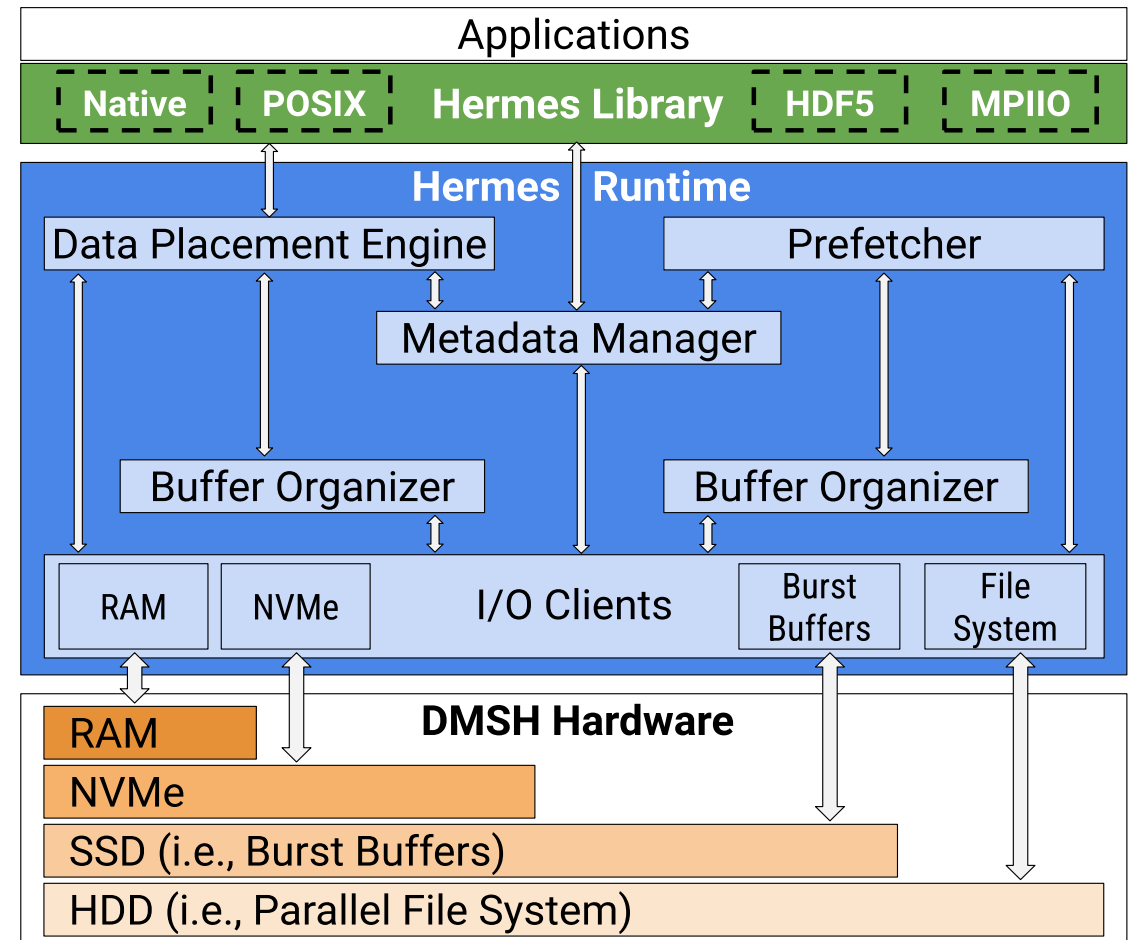 Applications
Native POSIX Hermes Library HDF5 MPIIO
Hermes Runtime
Data Placement Engine Prefetcher
Metadata Manager
Buffer Organizer Buffer Organizer
RAM NVMe I/O Clients
Burst
Buffers
File
System
DMSH Hardware
RAM
NVMe
SSD (i.e., Burst Buffers)
HDD (i.e., Parallel File System)